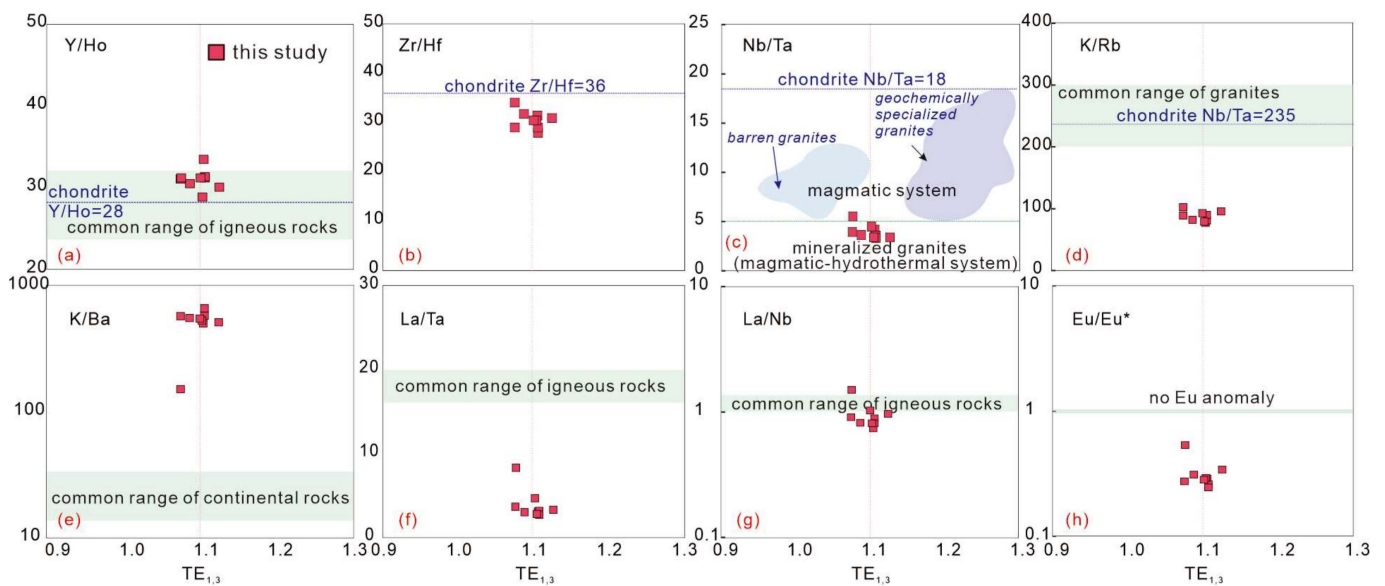 50
Y/Ho
this study
40
30
chondrite
Y/Ho=28
common range of igneous rocks
20
(a)
50
Zr/Hf
40
chondrite Zr/Hf=36
30
20
10
0
(b)
25
Nb/Ta
20
chondrite Nb/Ta=18
geochemically
specialized
granites
15
barren granites
10
magmatic system
5
mineralized granites
(magmatic-hydrothermal system)
0
(c)
400
K/Rb
300
common range of granites
chondrite Nb/Ta=235
200
100
0
(d)
1000
K/Ba
100
common range of continental rocks
10
(e)
0.9 1.0 1.1 1.2 1.3
TE1,3
30
La/Ta
20
common range of igneous rocks
10
0
(f)
0.9 1.0 1.1 1.2 1.3
TE1,3
10
La/Nb
1
common range of igneous rocks
0.1
(g)
0.9 1.0 1.1 1.2 1.3
TE1,3
10
Eu/Eu*
no Eu anomaly
1
0.1
(h)
0.9 1.0 1.1 1.2 1.3
TE1,3